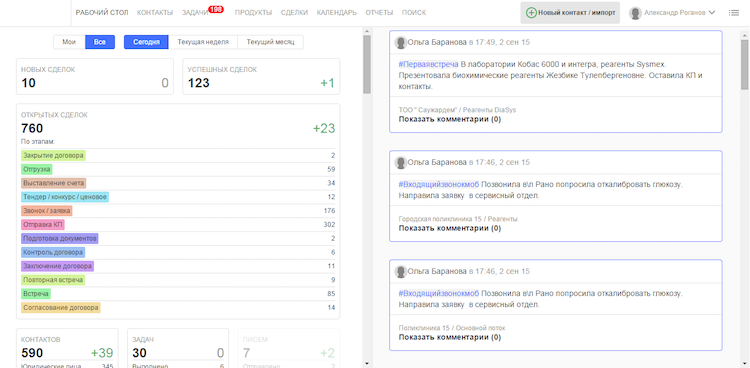 РАБОЧИЙ СТОЛ КОНТАКТЫ ЗАДАЧИ 198 ПРОДУКТЫ СДЕЛКИ КАЛЕНДАРЬ ОТЧЕТЫ ПОИСК Новый контакт / импорт Александр Роганов
Мои Все Сегодня Текущая неделя Текущий месяц
НОВЫХ СДЕЛОК
10 0
УСПЕШНЫХ СДЕЛОК
123 +1
ОТКРЫТЫХ СДЕЛОК
760 +23
По этапам:
Закрытие договора 2
Отгрузка 59
Выставление счета 34
Тендер / конкурс / ценовое 12
Звонок / заявка 176
Отправка КП 302
Подготовка документов 2
Контроль договора 6
Заключение договора 11
Повторная встреча 9
Встреча 85
Согласование договора 14
КОНТАКТОВ
590 +39
Юридические лица 345
ЗАДАЧ
30 0
Выполнено 6
ПИСЕМ
7 +2
Отправлено 2
Ольга Баранова в 17:49, 2 сен 15
#Перваявстреча В лаборатории Кобас 6000 и интегра, реагенты Sysmex.
Презентовала биохимические реагенты Жезбике Тулепбергеновне. Оставила КП и
контакты.
ТОО " Саужардем" / Реагенты DiaSys
Показать комментарии (0)
Ольга Баранова в 17:46, 2 сен 15
#Входящийзвонокмоб Позвонила в\л Рано попросила откалибровать глюкозу.
Направила заявку в сервисный отдел.
Городская поликлиника 15 / Реагенты
Показать комментарии (0)
Ольга Баранова в 17:46, 2 сен 15
#Входящийзвонокмоб Позвонила в\л Рано попросила откалибровать глюкозу.
Направила заявку в сервисный отдел.
Поликлиника 15 / Основной поток
Показать комментарии (0)